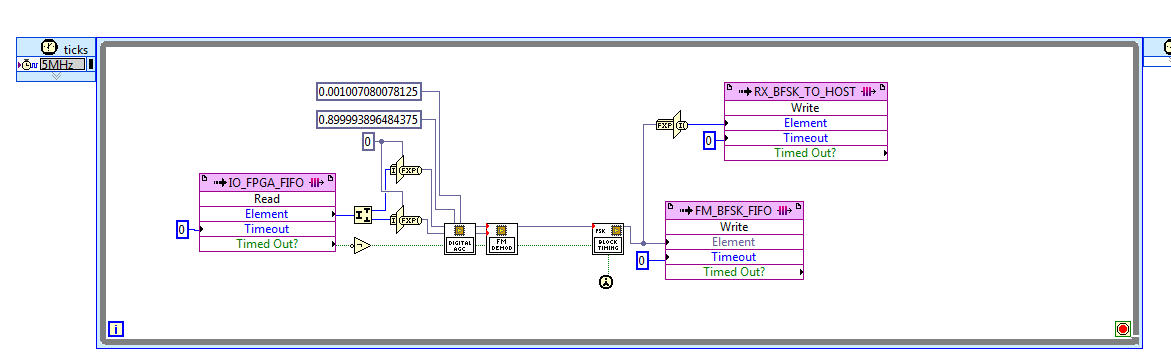 ticks
5MHz
0.001007080078125
0.899993896484375
0
FXP
FXP
IO_FPGA_FIFO
Read
Element
0
Timeout
Timed Out?
DIGITAL
AGC
FM
DEMOD
FSK
BLOCK
TIMING
FXP
RX_BFSK_TO_HOST
Write
Element
0
Timeout
Timed Out?
FM_BFSK_FIFO
Write
Element
0
Timeout
Timed Out?
i